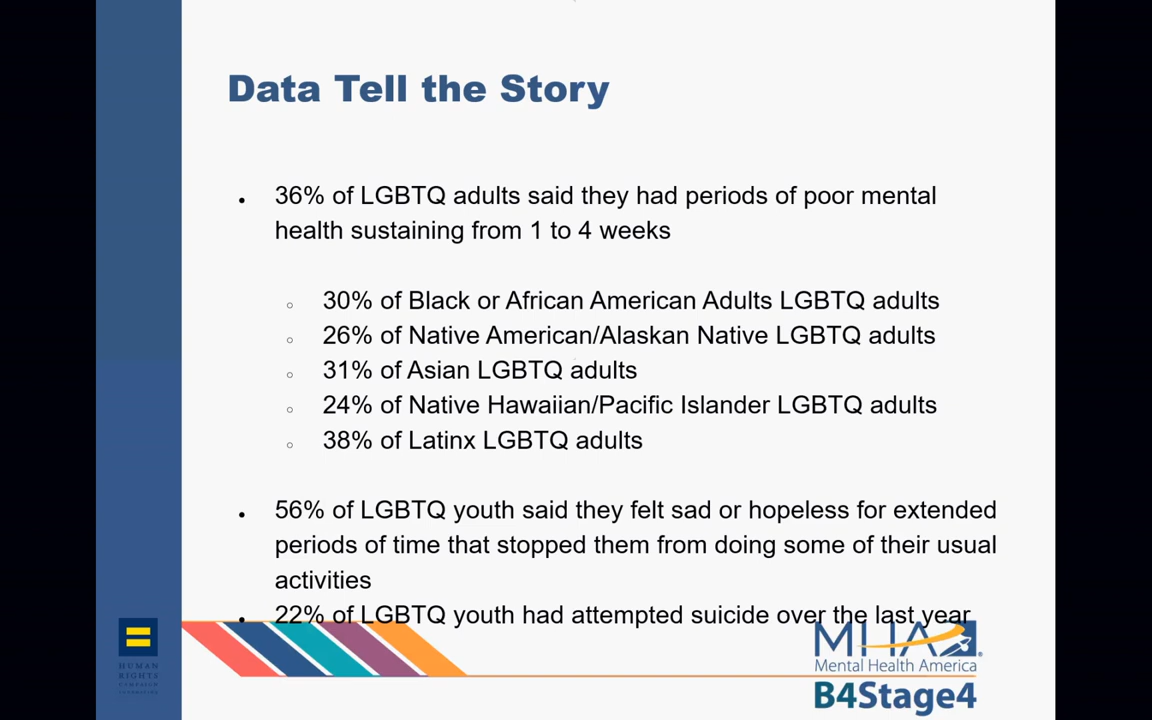 Data Tell the Story
• 36% of LGBTQ adults said they had periods of poor mental
health sustaining from 1 to 4 weeks
○ 30% of Black or African American Adults LGBTQ adults
○ 26% of Native American/Alaskan Native LGBTQ adults
○ 31% of Asian LGBTQ adults
○ 24% of Native Hawaiian/Pacific Islander LGBTQ adults
○ 38% of Latinx LGBTQ adults
• 56% of LGBTQ youth said they felt sad or hopeless for extended
periods of time that stopped them from doing some of their usual
activities
• 22% of LGBTQ youth had attempted suicide over the last year
HUMAN
RIGHTS
CAMPAIGN
FOUNDATION
MHA®
Mental Health America
B4Stage4